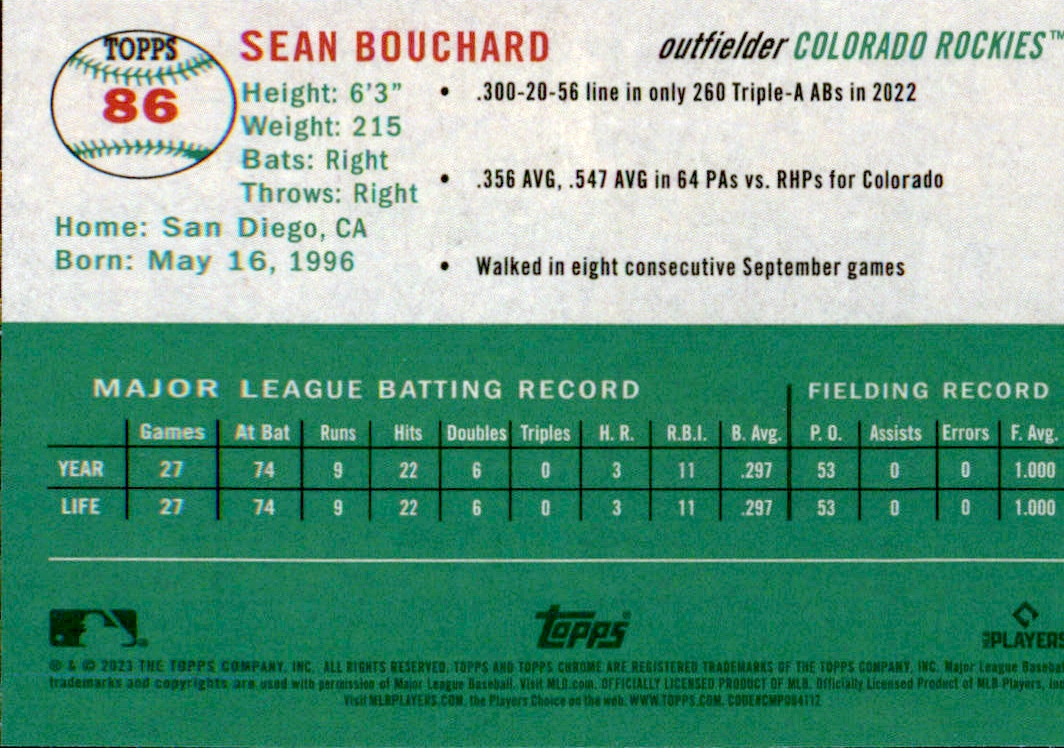 TOPPS
86
SEAN BOUCHARD
outfielder COLORADO ROCKIES™
Height: 6'3”
Weight: 215
Bats: Right
Throws: Right
Home: San Diego, CA
Born: May 16, 1996
• .300-20-56 line in only 260 Triple-A ABs in 2022
• .356 AVG, .547 AVG in 64 PAs vs. RHPs for Colorado
• Walked in eight consecutive September games
MAJOR LEAGUE BATTING RECORD FIELDING RECORD
Games At Bat Runs Hits Doubles Triples H. R. R.B.I. B. Avg. P. O. Assists Errors F. Avg.
YEAR 27 74 9 22 6 0 3 11 .297 53 0 0 1.000
LIFE 27 74 9 22 6 0 3 11 .297 53 0 0 1.000
topps
PLAYERS
® & © 2023 THE TOPPS COMPANY, INC. ALL RIGHTS RESERVED. TOPPS AND TOPPS CHROME ARE REGISTERED TRADEMARKS OF THE TOPPS COMPANY, INC. Major League Baseball
trademarks and copyrights are used with permission of Major League Baseball. Visit MLB.com. OFFICIALLY LICENSED PRODUCT OF MLB. Officially Licensed Product of MLB Players, Inc.
Visit MLBPLAYERS.COM, the Players Choice on the web. WWW.TOPPS.COM. CODE#CMP084112